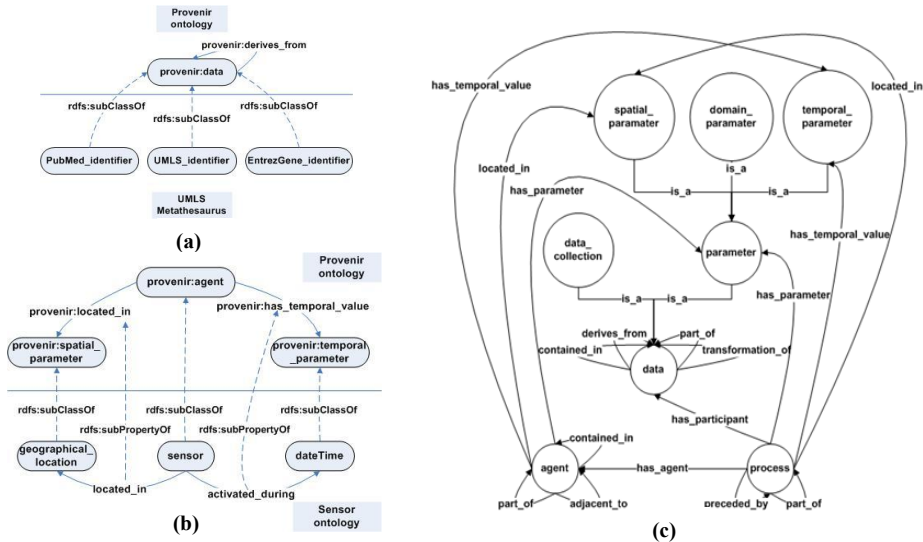 Provenir
ontology
provenir:derives_from
provenir:data
rdfs:subClassOf
rdfs:subClassOf
rdfs:subClassOf
PubMed_identifier
UMLS_identifier
EntrezGene_identifier
UMLS
Metathesaurus
(a)
Provenir
ontology
provenir:agent
provenir:located_in
provenir:has_temporal_value
provenir:spatial_
parameter
provenir:temporal
_parameter
rdfs:subClassOf
rdfs:subClassOf
rdfs:subClassOf
rdfs:subPropertyOf
rdfs:subPropertyOf
geographical_
location
sensor
dateTime
located_in
activated_during
Sensor
ontology
(b)
has_temporal_value
located_in
spatial_
paramater
domain_
paramater
temporal_
parameter
located_in
has_parameter
is_a
is_a
is_a
has_temporal_value
data_
collection
parameter
has_parameter
is_a
is_a
derives_from
part_of
contained_in
transformation_of
data
has_participant
contained_in
agent
has_agent
process
part_of
adjacent_to
preceded_by
part_of
(c)